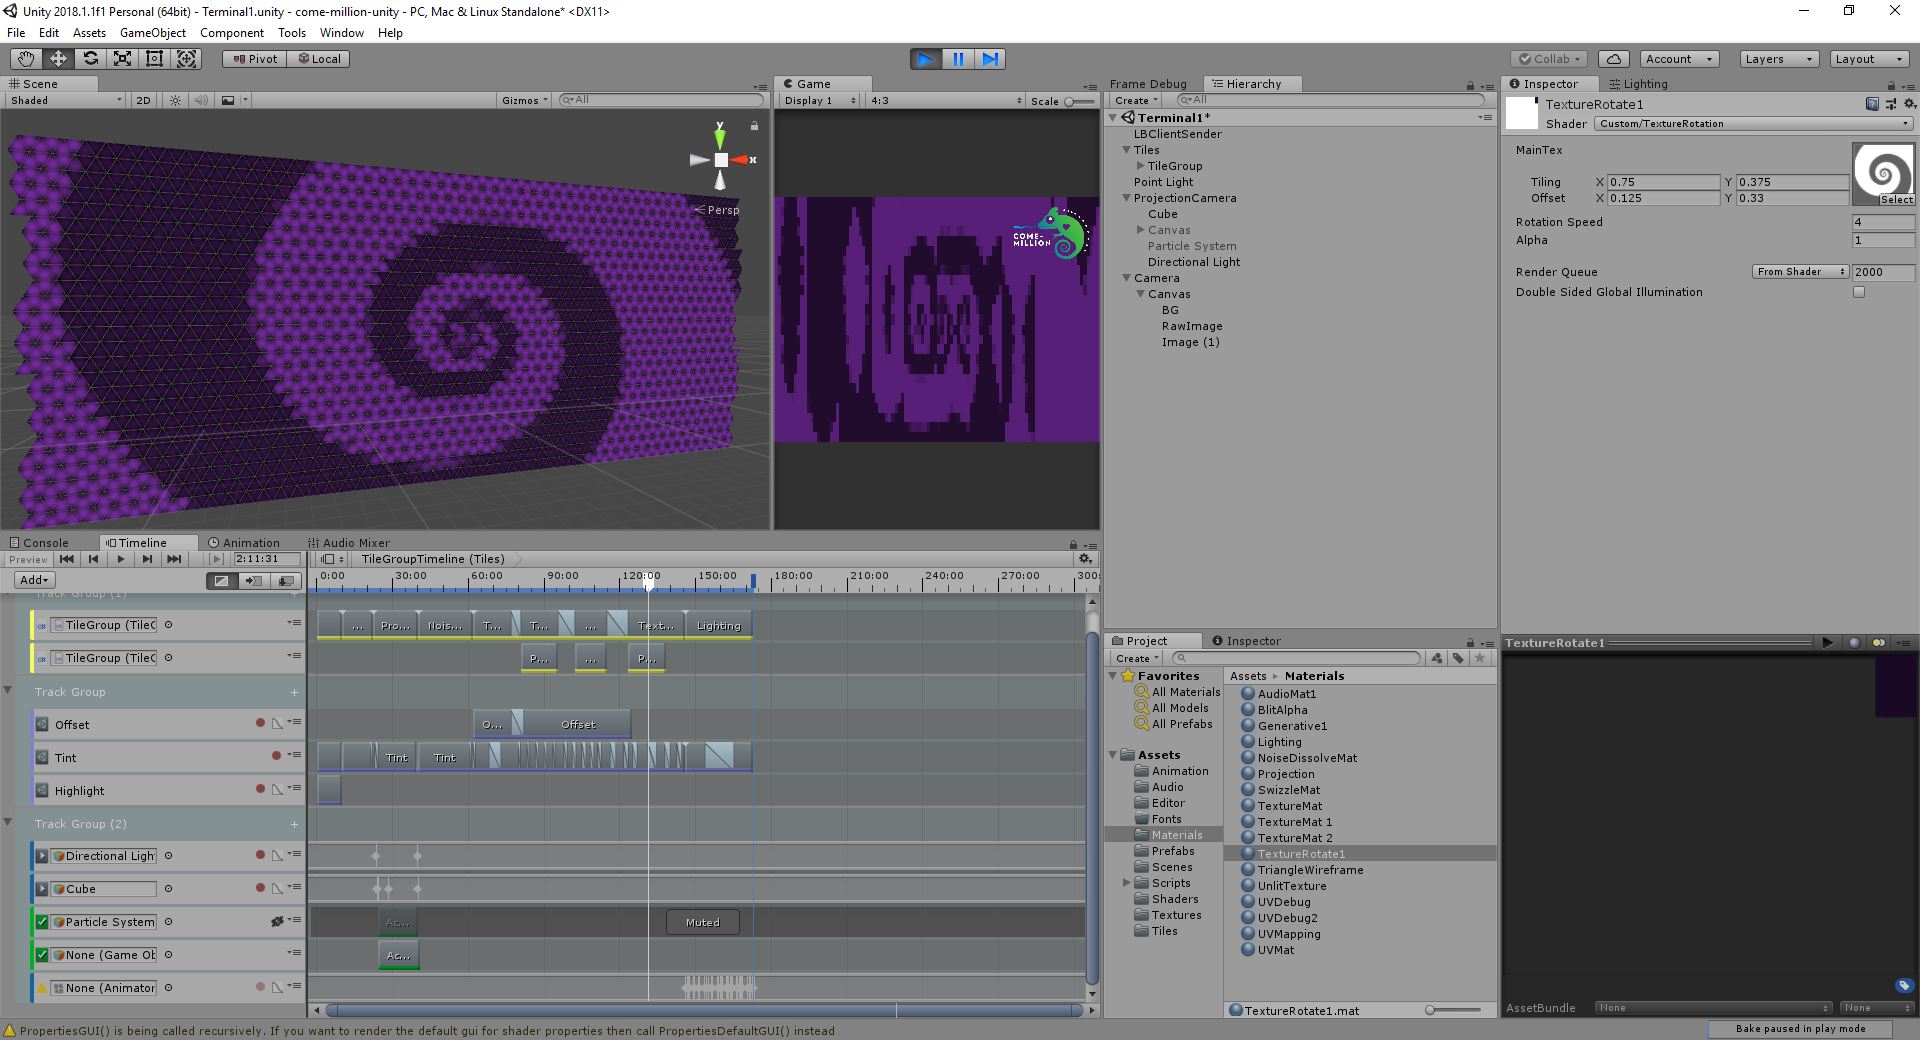 Unity 2018.1.1f1 Personal (64bit) - Terminal1.unity - come-million-unity - PC, Mac & Linux Standalone* <DX11>
File Edit Assets GameObject Component Tools Window Help
Pivot Local
Collab Account Layers Layout
Scene
Shaded 2D Gizmos All
y
x
Persp
Game
Display 1 4:3 Scale
COME-
MILLION
Frame Debug Hierarchy
Create All
Terminal1*
LBClientSender
Tiles
TileGroup
Point Light
ProjectionCamera
Cube
Canvas
Particle System
Directional Light
Camera
Canvas
BG
RawImage
Image (1)
Inspector Lighting
TextureRotate1
Shader Custom/TextureRotation
MainTex
Tiling X 0.75 Y 0.375
Offset X 0.125 Y 0.33
Select
Rotation Speed 4
Alpha 1
Render Queue From Shader 2000
Double Sided Global Illumination
Console Timeline Animation Audio Mixer
Preview 2:11:31 TileGroupTimeline (Tiles)
Add
0:00 30:00 60:00 90:00 120:00 150:00 180:00 210:00 240:00 270:00 300:
Track Group (1)
TileGroup (TileG ... Pro... Nois... T... T... ... Text... Lighting
TileGroup (TileG P... ... P...
Track Group
Offset O... Offset
Tint Tint Tint
Highlight
Track Group (2)
Directional Ligh
Cube
Particle System Ac... Muted
None (Game Ob Ac...
None (Animator
Project Inspector
Create
Favorites
All Materials
All Models
All Prefabs
Assets
Animation
Audio
Editor
Fonts
Materials
Prefabs
Scenes
Scripts
Shaders
Textures
Tiles
Assets Materials
AudioMat1
BlitAlpha
Generative1
Lighting
NoiseDissolveMat
Projection
SwizzleMat
TextureMat
TextureMat 1
TextureMat 2
TextureRotate1
TriangleWireframe
UnlitTexture
UVDebug
UVDebug2
UVMapping
UVMat
TextureRotate1.mat
TextureRotate1
AssetBundle None None
PropertiesGUI() is being called recursively. If you want to render the default gui for shader properties then call PropertiesDefaultGUI() instead
Bake paused in play mode